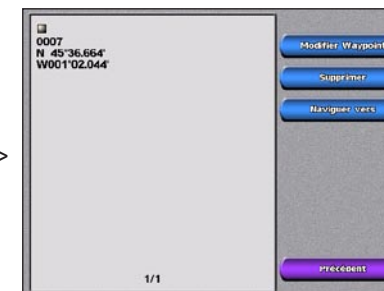 0007
N 45°36.664'
W001°02.044'
Modifier Waypoint
Supprimer
Naviguer vers
Précédent
1/1
>